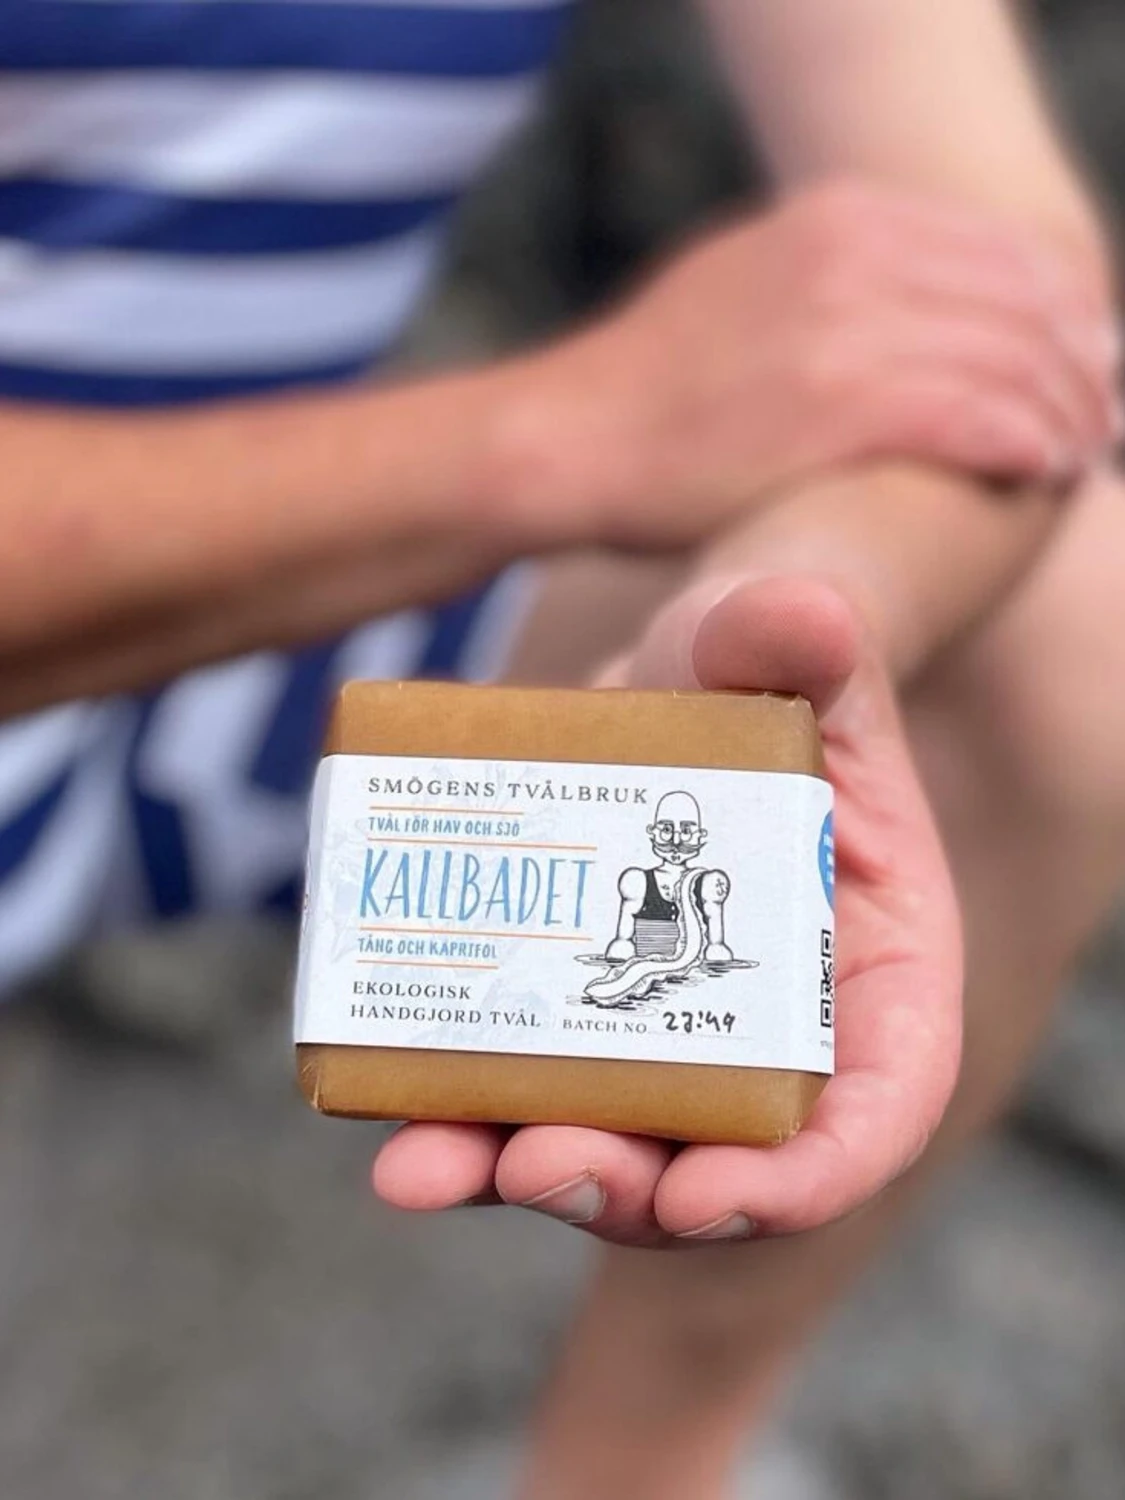 SMÖGENS TVÅLBRUK
TVÅL FÖR HAV OCH SJÖ
KALLBADET
TÅNG OCH KAPRIFOL
EKOLOGISK
HANDGJORD TVÅL
BATCH NO 23:49